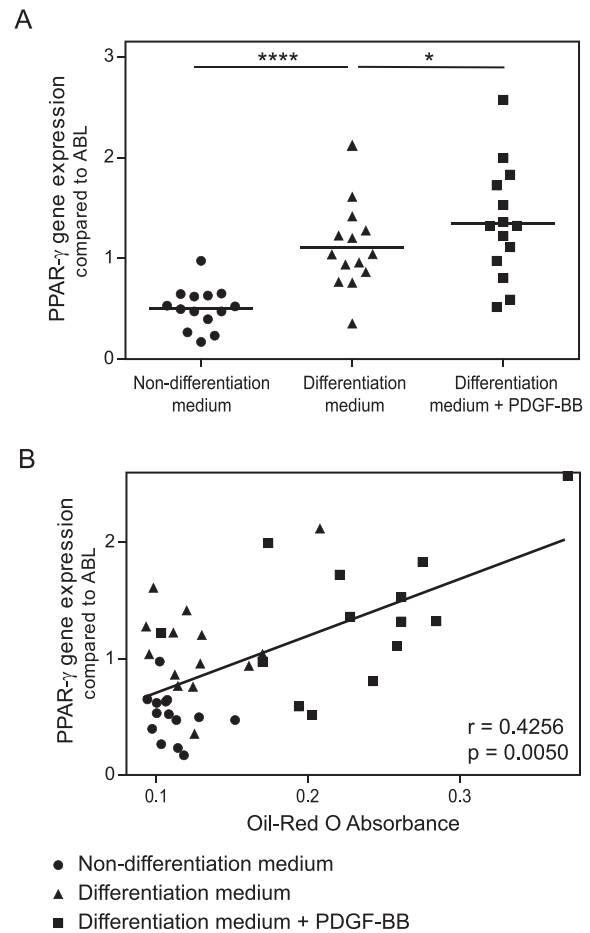 A
PPAR-γ gene expression
compared to ABL
3
2
1
0
****
*
Non-differentiation
medium
Differentiation
medium
Differentiation
medium + PDGF-BB
B
PPAR-γ gene expression
compared to ABL
2
1
0
r = 0.4256
p = 0.0050
0.1
0.2
0.3
Oil-Red O Absorbance
Non-differentiation medium
Differentiation medium
Differentiation medium + PDGF-BB